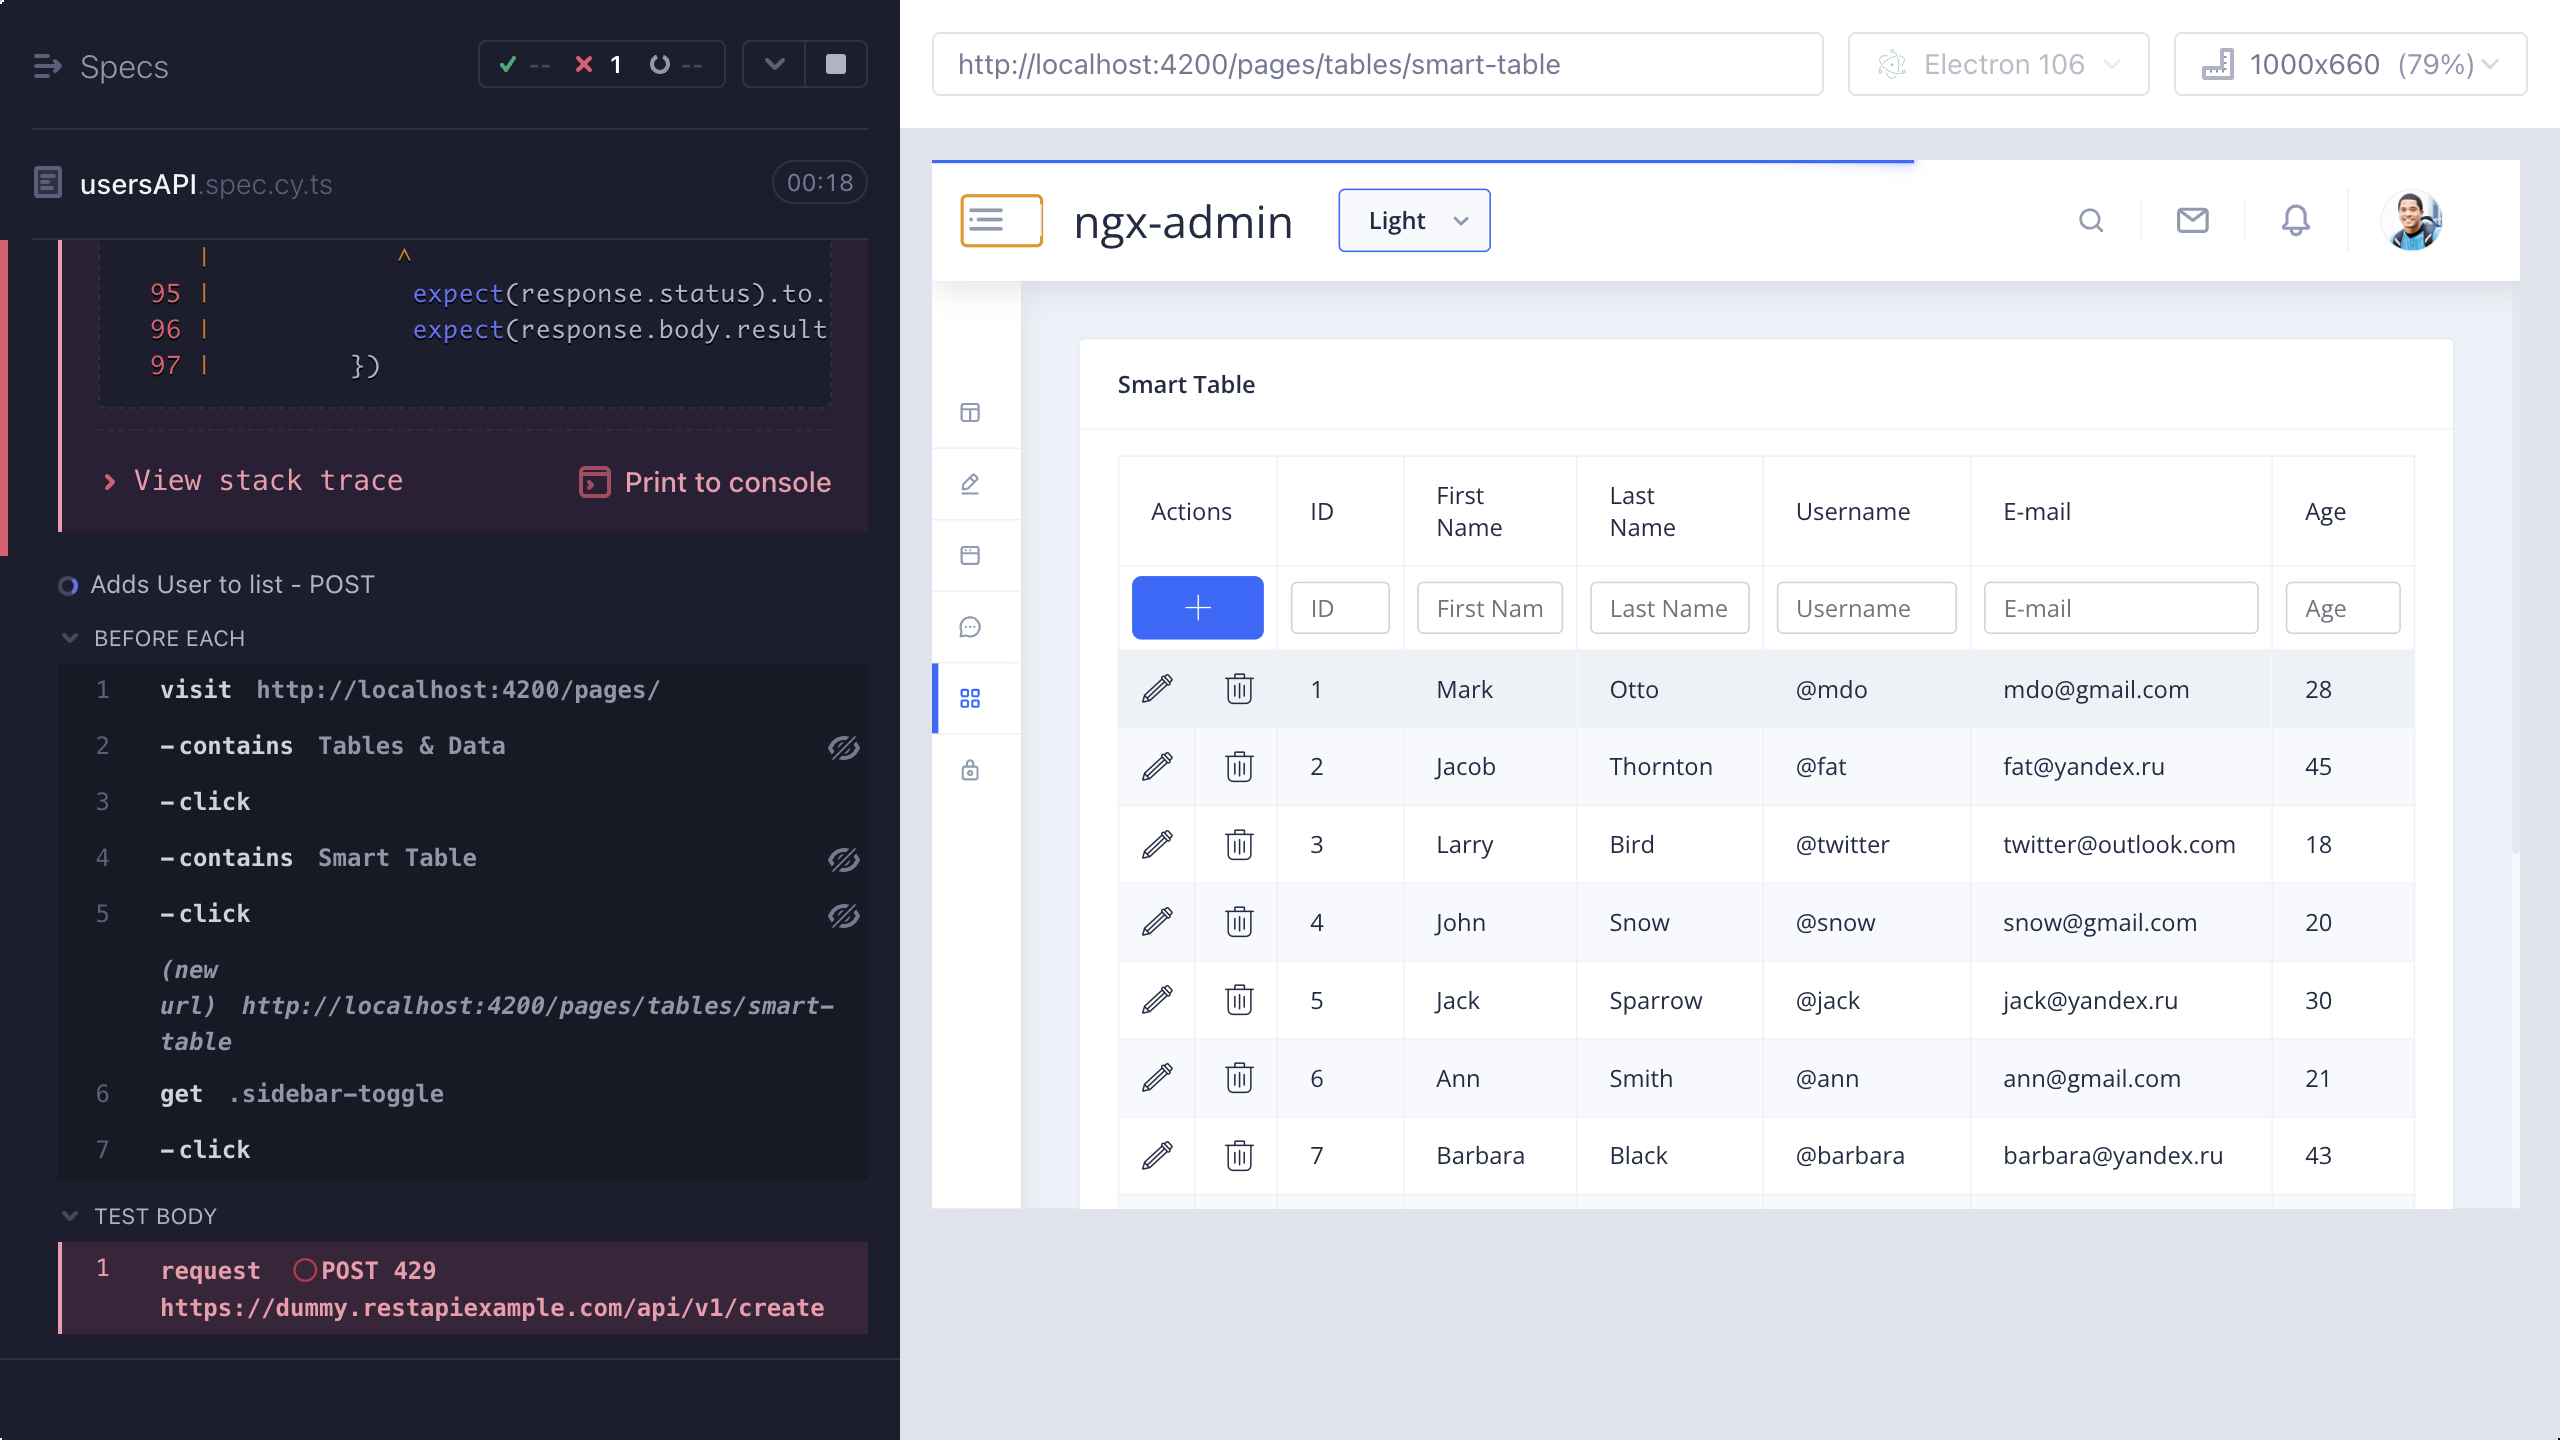 Specs
-- 1 --
usersAPI.spec.cy.ts 00:18
| ^
95 | expect(response.status).to.
96 | expect(response.body.result
97 | })
View stack trace
Print to console
Adds User to list - POST
BEFORE EACH
1 visit http://localhost:4200/pages/
2 -contains Tables & Data
3 -click
4 -contains Smart Table
5 -click
(new
url) http://localhost:4200/pages/tables/smart-
table
6 get .sidebar-toggle
7 -click
TEST BODY
1 request POST 429
https://dummy.restapiexample.com/api/v1/create
http://localhost:4200/pages/tables/smart-table
Electron 106
1000x660 (79%)
ngx-admin
Light
Smart Table
Actions ID First Name Last Name Username E-mail Age
ID First Nam Last Name Username E-mail Age
1 Mark Otto @mdo mdo@gmail.com 28
2 Jacob Thornton @fat fat@yandex.ru 45
3 Larry Bird @twitter twitter@outlook.com 18
4 John Snow @snow snow@gmail.com 20
5 Jack Sparrow @jack jack@yandex.ru 30
6 Ann Smith @ann ann@gmail.com 21
7 Barbara Black @barbara barbara@yandex.ru 43